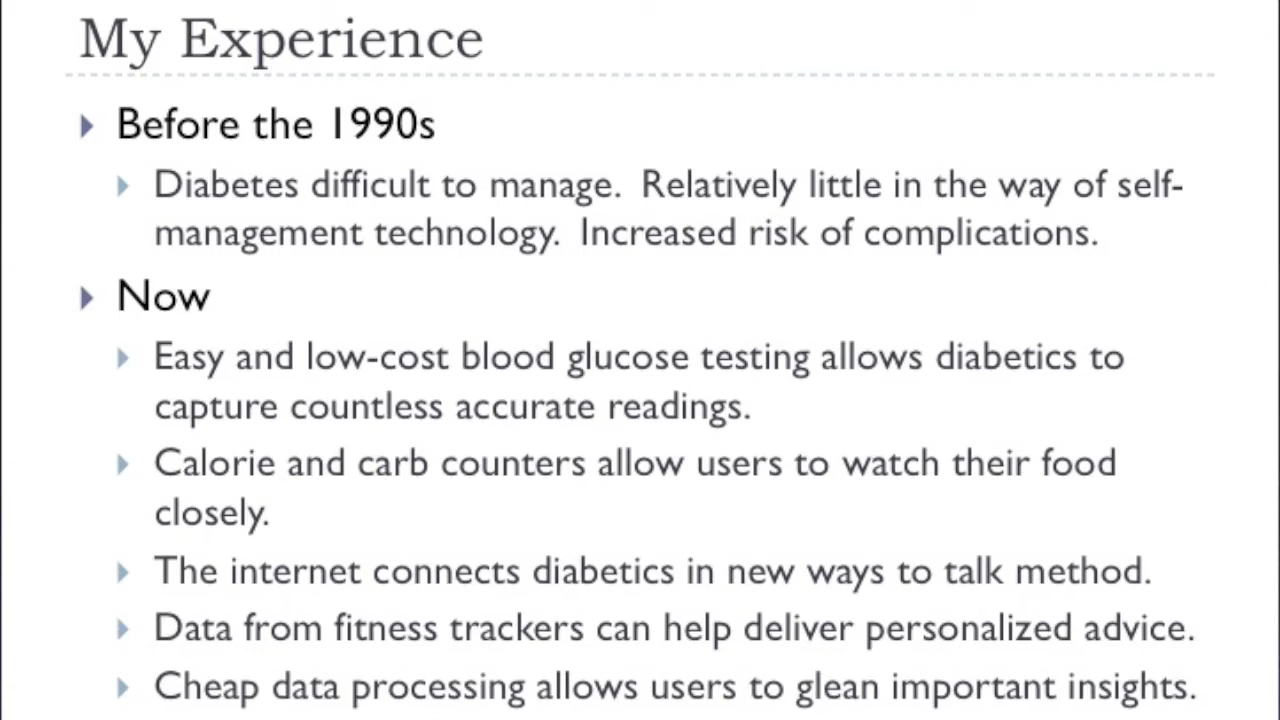 My Experience
Before the 1990s
Diabetes difficult to manage.  Relatively little in the way of self-
management technology.  Increased risk of complications.
Now
Easy and low-cost blood glucose testing allows diabetics to
capture countless accurate readings.
Calorie and carb counters allow users to watch their food
closely.
The internet connects diabetics in new ways to talk method.
Data from fitness trackers can help deliver personalized advice.
Cheap data processing allows users to glean important insights.